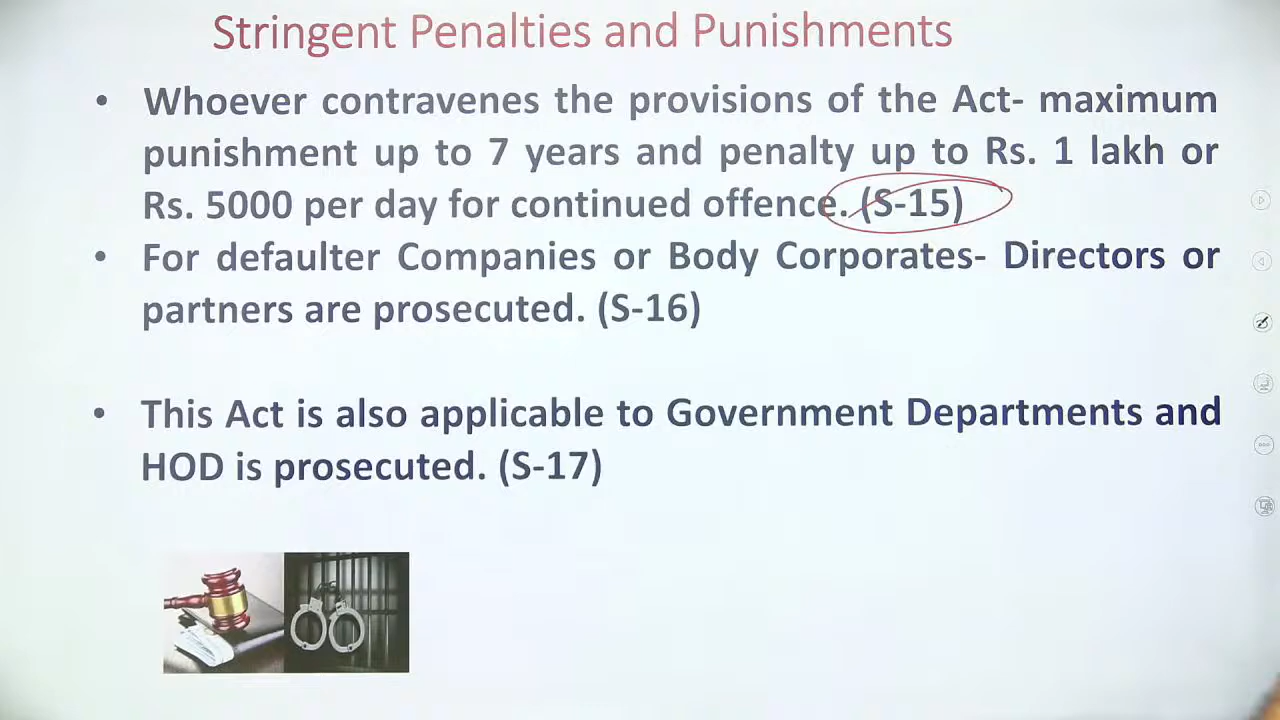 Stringent Penalties and Punishments
• Whoever contravenes the provisions of the Act- maximum
punishment up to 7 years and penalty up to Rs. 1 lakh or
Rs. 5000 per day for continued offence. (S-15)
• For defaulter Companies or Body Corporates- Directors or
partners are prosecuted. (S-16)
• This Act is also applicable to Government Departments and
HOD is prosecuted. (S-17)